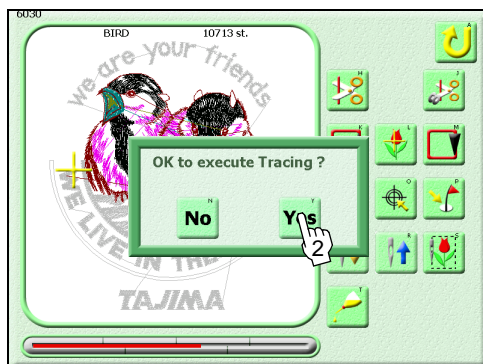 6030
BIRD 10713 st.
A
we are your friends
H
J
K
L
M
OK to execute Tracing ?
N
Y
No
Yes
2
O
P
R
S
WE LIVE IN THE
TAJIMA
T